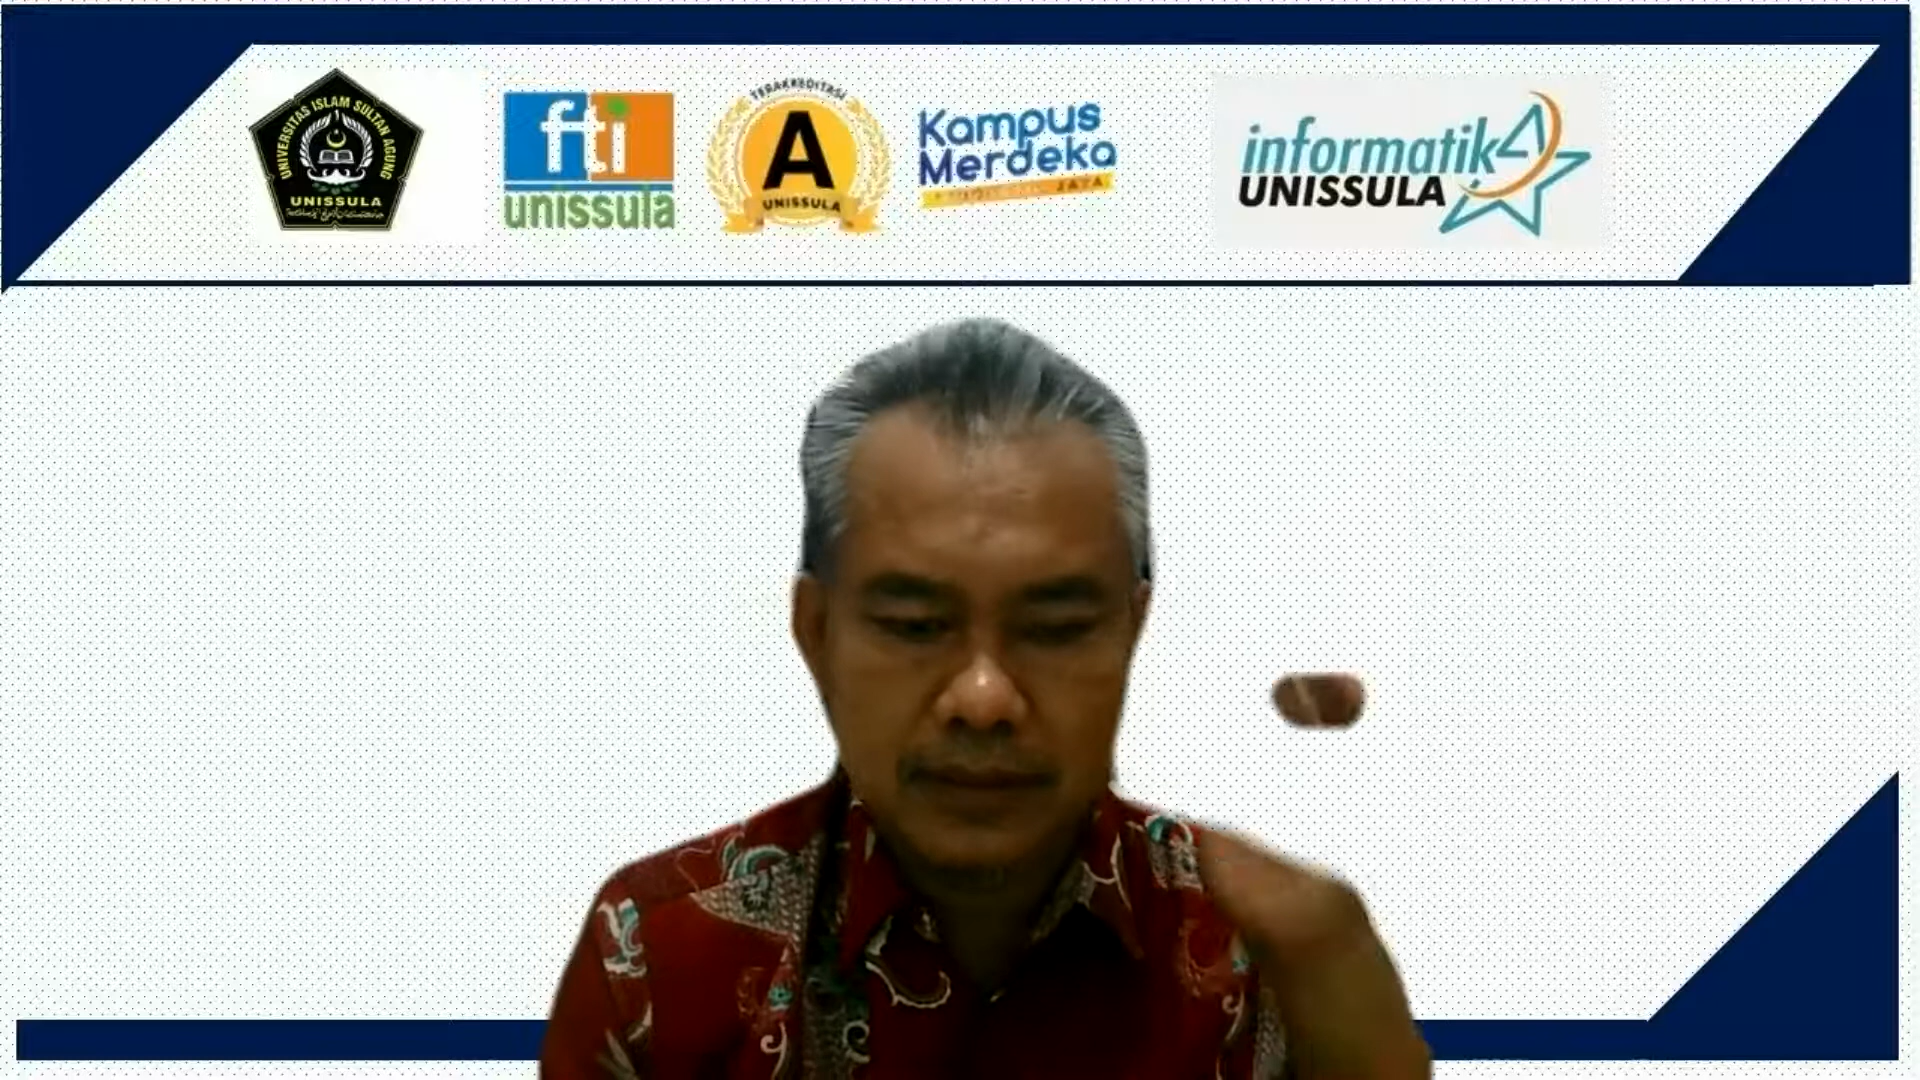 UNIVERSITAS ISLAM SULTAN AGUNG
UNISSULA
fti
unissula
TERAKREDITASI
A
UNISSULA
Kampus
Merdeka
JAYA
informatika
UNISSULA